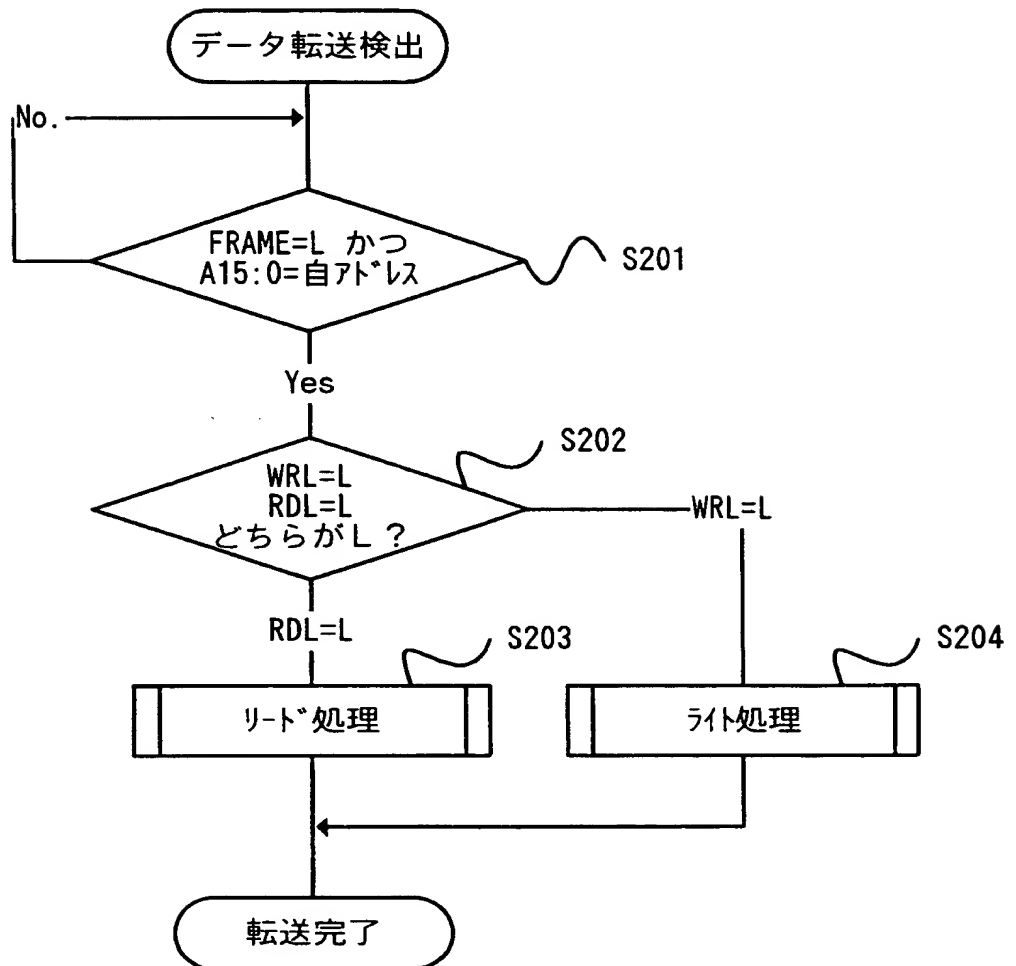 データ転送検出
No.
FRAME=L かつ
A15:0=自ｱﾄﾞﾚｽ
S201
Yes
S202
WRL=L
RDL=L
どちらがL？
WRL=L
RDL=L
S203
S204
ﾘｰﾄﾞ処理
ﾗｲﾄ処理
転送完了